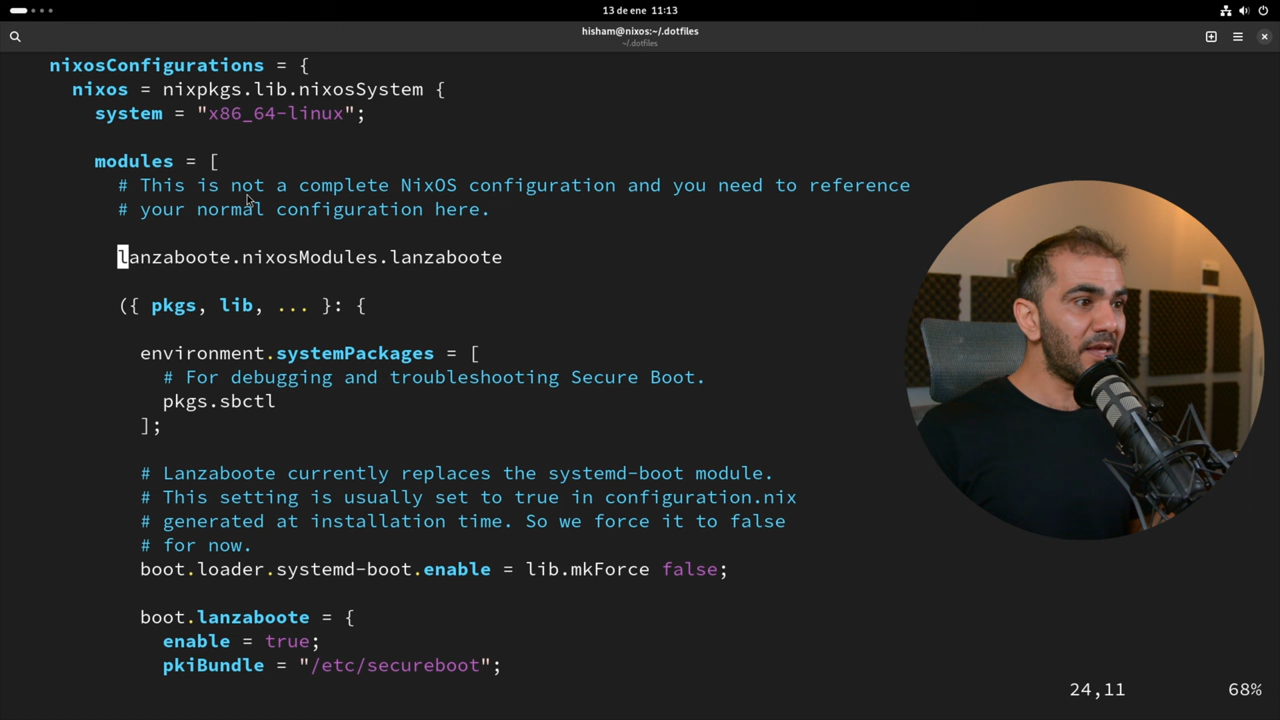 13 de ene 11:13
hisham@nixos:~/.dotfiles
~/.dotfiles
nixosConfigurations = {
nixos = nixpkgs.lib.nixosSystem {
system = "x86_64-linux";
modules = [
# This is not a complete NixOS configuration and you need to reference
# your normal configuration here.
lanzaboote.nixosModules.lanzaboote
({ pkgs, lib, ... }: {
environment.systemPackages = [
# For debugging and troubleshooting Secure Boot.
pkgs.sbctl
];
# Lanzaboote currently replaces the systemd-boot module.
# This setting is usually set to true in configuration.nix
# generated at installation time. So we force it to false
# for now.
boot.loader.systemd-boot.enable = lib.mkForce false;
boot.lanzaboote = {
enable = true;
pkiBundle = "/etc/secureboot";
24,11 68%